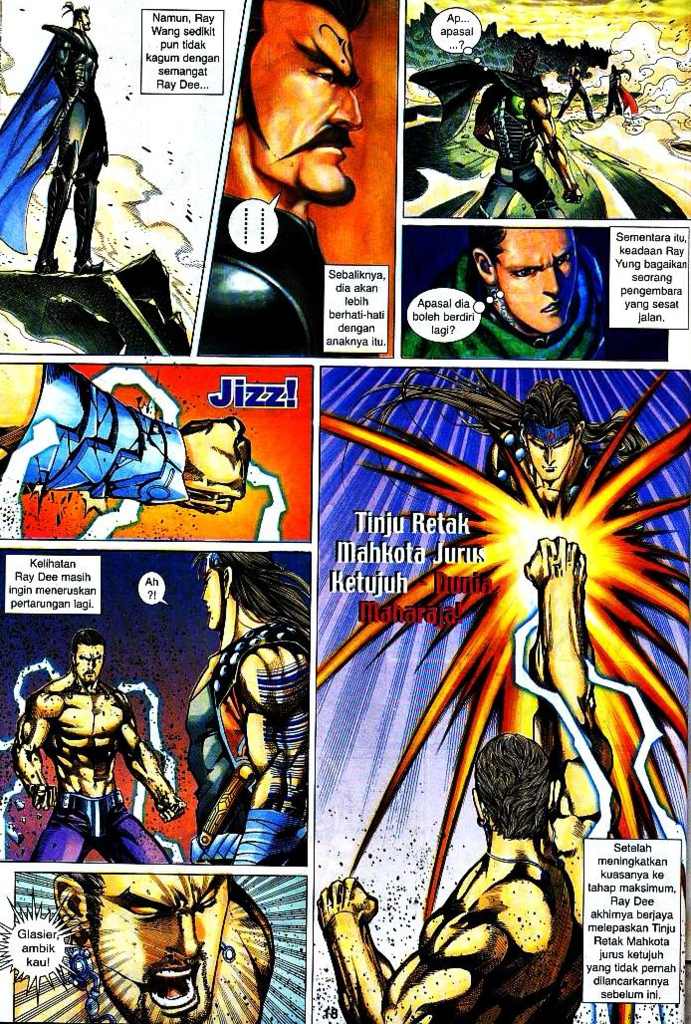 Namun, Ray
Wang sedikit
pun tidak
kagum dengan
semangat
Ray Dee...
Sebaliknya,
dia akan
lebih
berhati-hati
dengan
anaknya itu.
Ap...
apasal
...?
Sementara itu,
keadaan Ray
Yung bagaikan
seorang
pengembara
yang sesat
jalan.
Apasal dia
boleh berdiri
lagi?
Jizz!
Kelihatan
Ray Dee masih
ingin meneruskan
pertarungan lagi.
Ah
?!
Glasier,
ambik
kau!
Tinju Retak
Mahkota Jurus
Ketujuh - Dunia
Maharaja!
Setelah
meningkatkan
kuasanya ke
tahap maksimum,
Ray Dee
akhirnya berjaya
melepaskan Tinju
Retak Mahkota
jurus ketujuh
yang tidak pernah
dilancarkannya
sebelum ini.
18